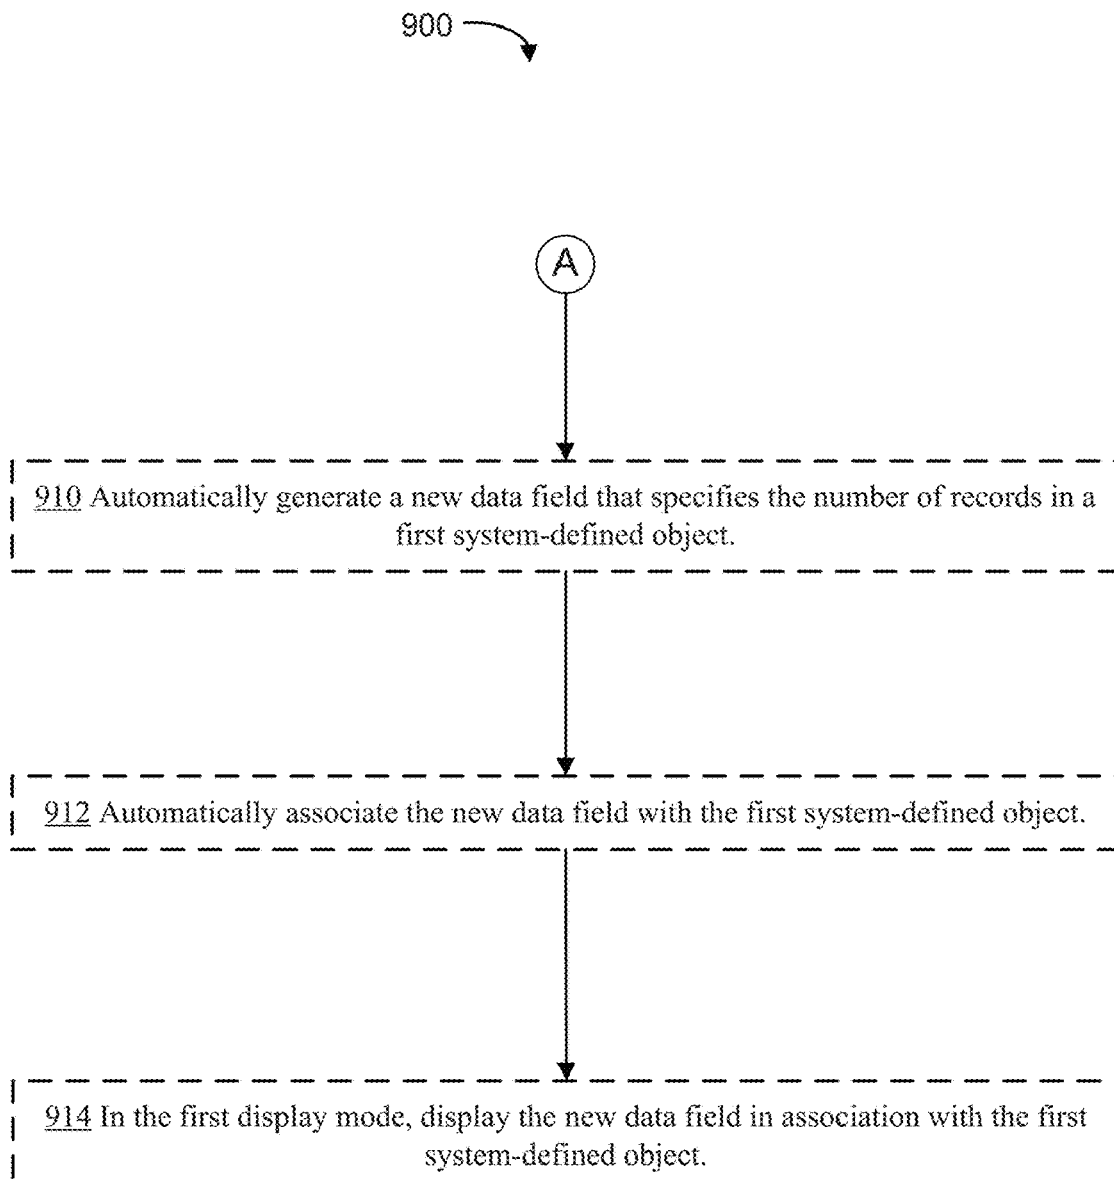 900
A
910 Automatically generate a new data field that specifies the number of records in a
first system-defined object.
912 Automatically associate the new data field with the first system-defined object.
914 In the first display mode, display the new data field in association with the first
system-defined object.